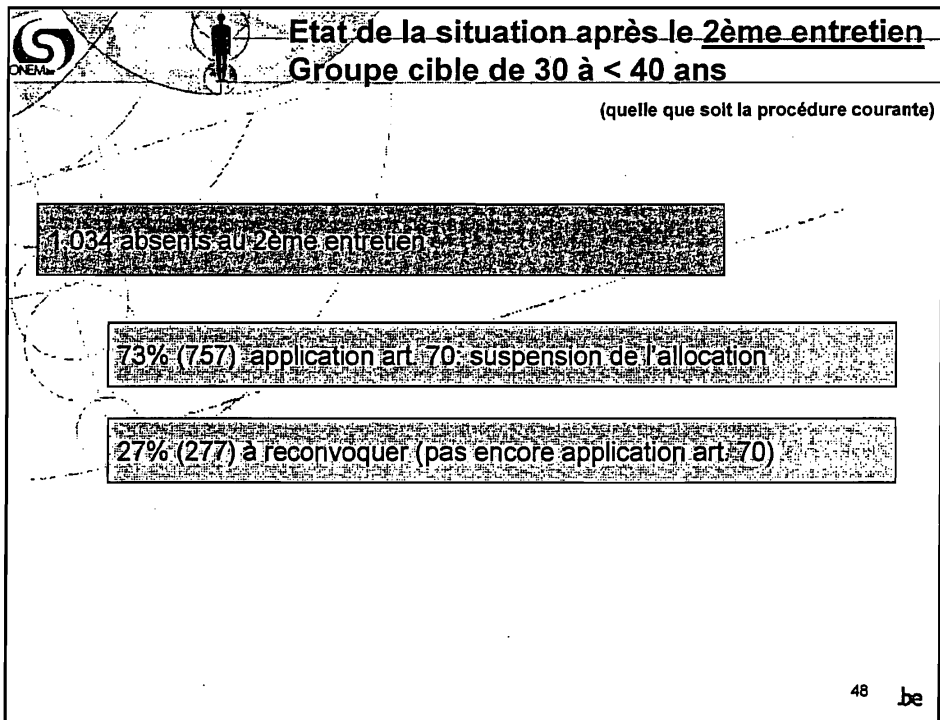 Etat de la situation après le 2ème entretien
Groupe cible de 30 à < 40 ans
ONEM
(quelle que soit la procédure courante)
1.034 absents au 2ème entretien
73% (757) application art. 70: suspension de l'allocation
27% (277) à reconvoquer (pas encore application art. 70)
48
.be